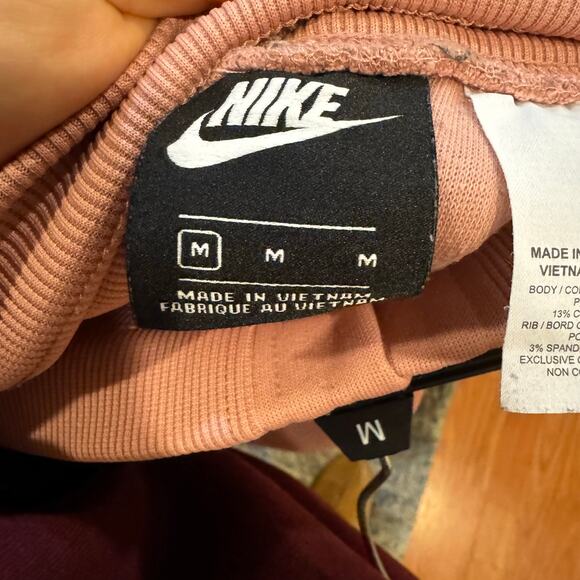 NIKE
M M M
MADE IN VIETNAM
FABRIQUE AU VIETNAM
M
MADE IN
VIETNA
BODY / CO
P
13% C
RIB / BORD
PO
3% SPAND
EXCLUSIVE
NON CO